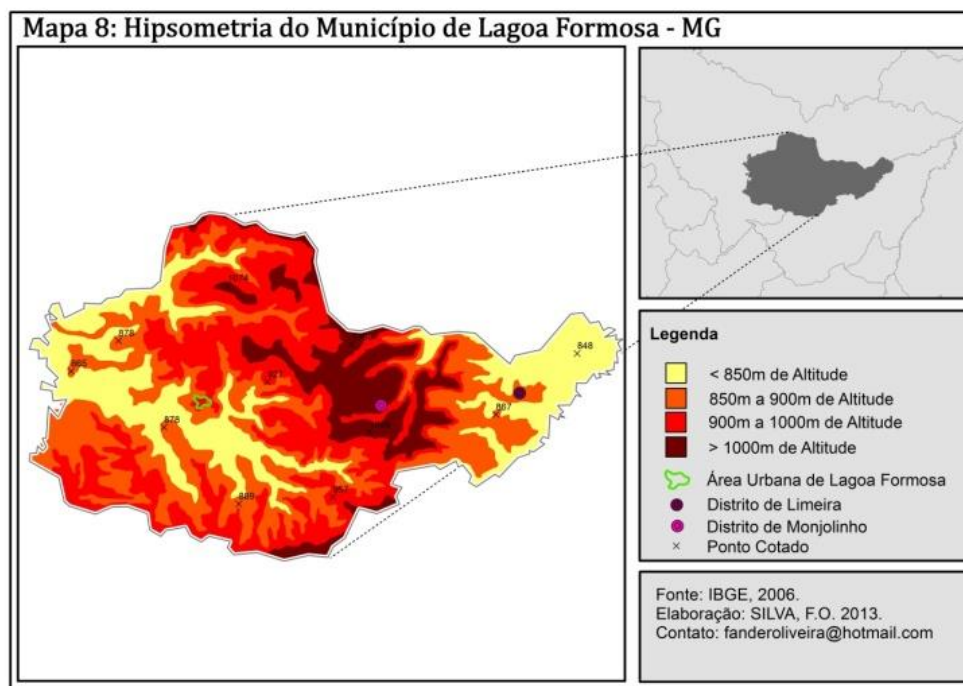 Mapa 8: Hipsometria do Município de Lagoa Formosa - MG
1074
878
865
848
867
878
889
Legenda
< 850m de Altitude
850m a 900m de Altitude
900m a 1000m de Altitude
> 1000m de Altitude
Área Urbana de Lagoa Formosa
Distrito de Limeira
Distrito de Monjolinho
Ponto Cotado
Fonte: IBGE, 2006.
Elaboração: SILVA, F.O. 2013.
Contato: fanderoliveira@hotmail.com